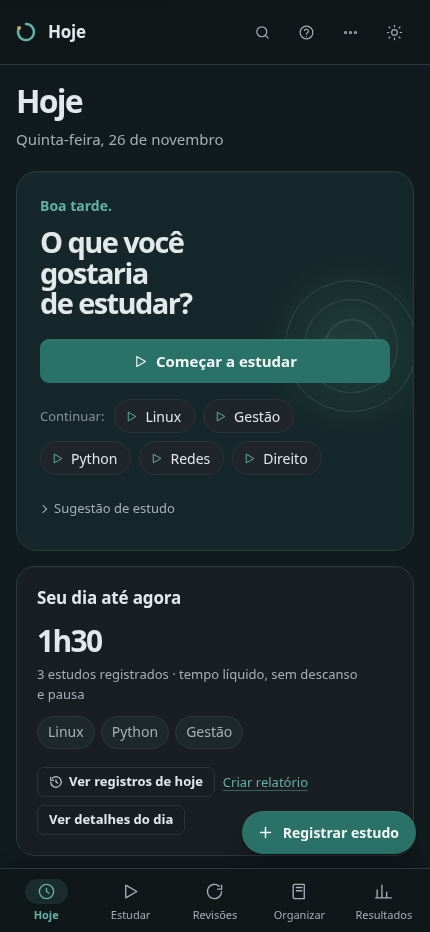 Hoje
Hoje
Quinta-feira, 26 de novembro
Boa tarde.
O que você
gostaria
de estudar?
Começar a estudar
Continuar: Linux Gestão
Python Redes Direito
Sugestão de estudo
Seu dia até agora
1h30
3 estudos registrados · tempo líquido, sem descanso
e pausa
Linux Python Gestão
Ver registros de hoje Criar relatório
Ver detalhes do dia
Registrar estudo
Hoje Estudar Revisões Organizar Resultados